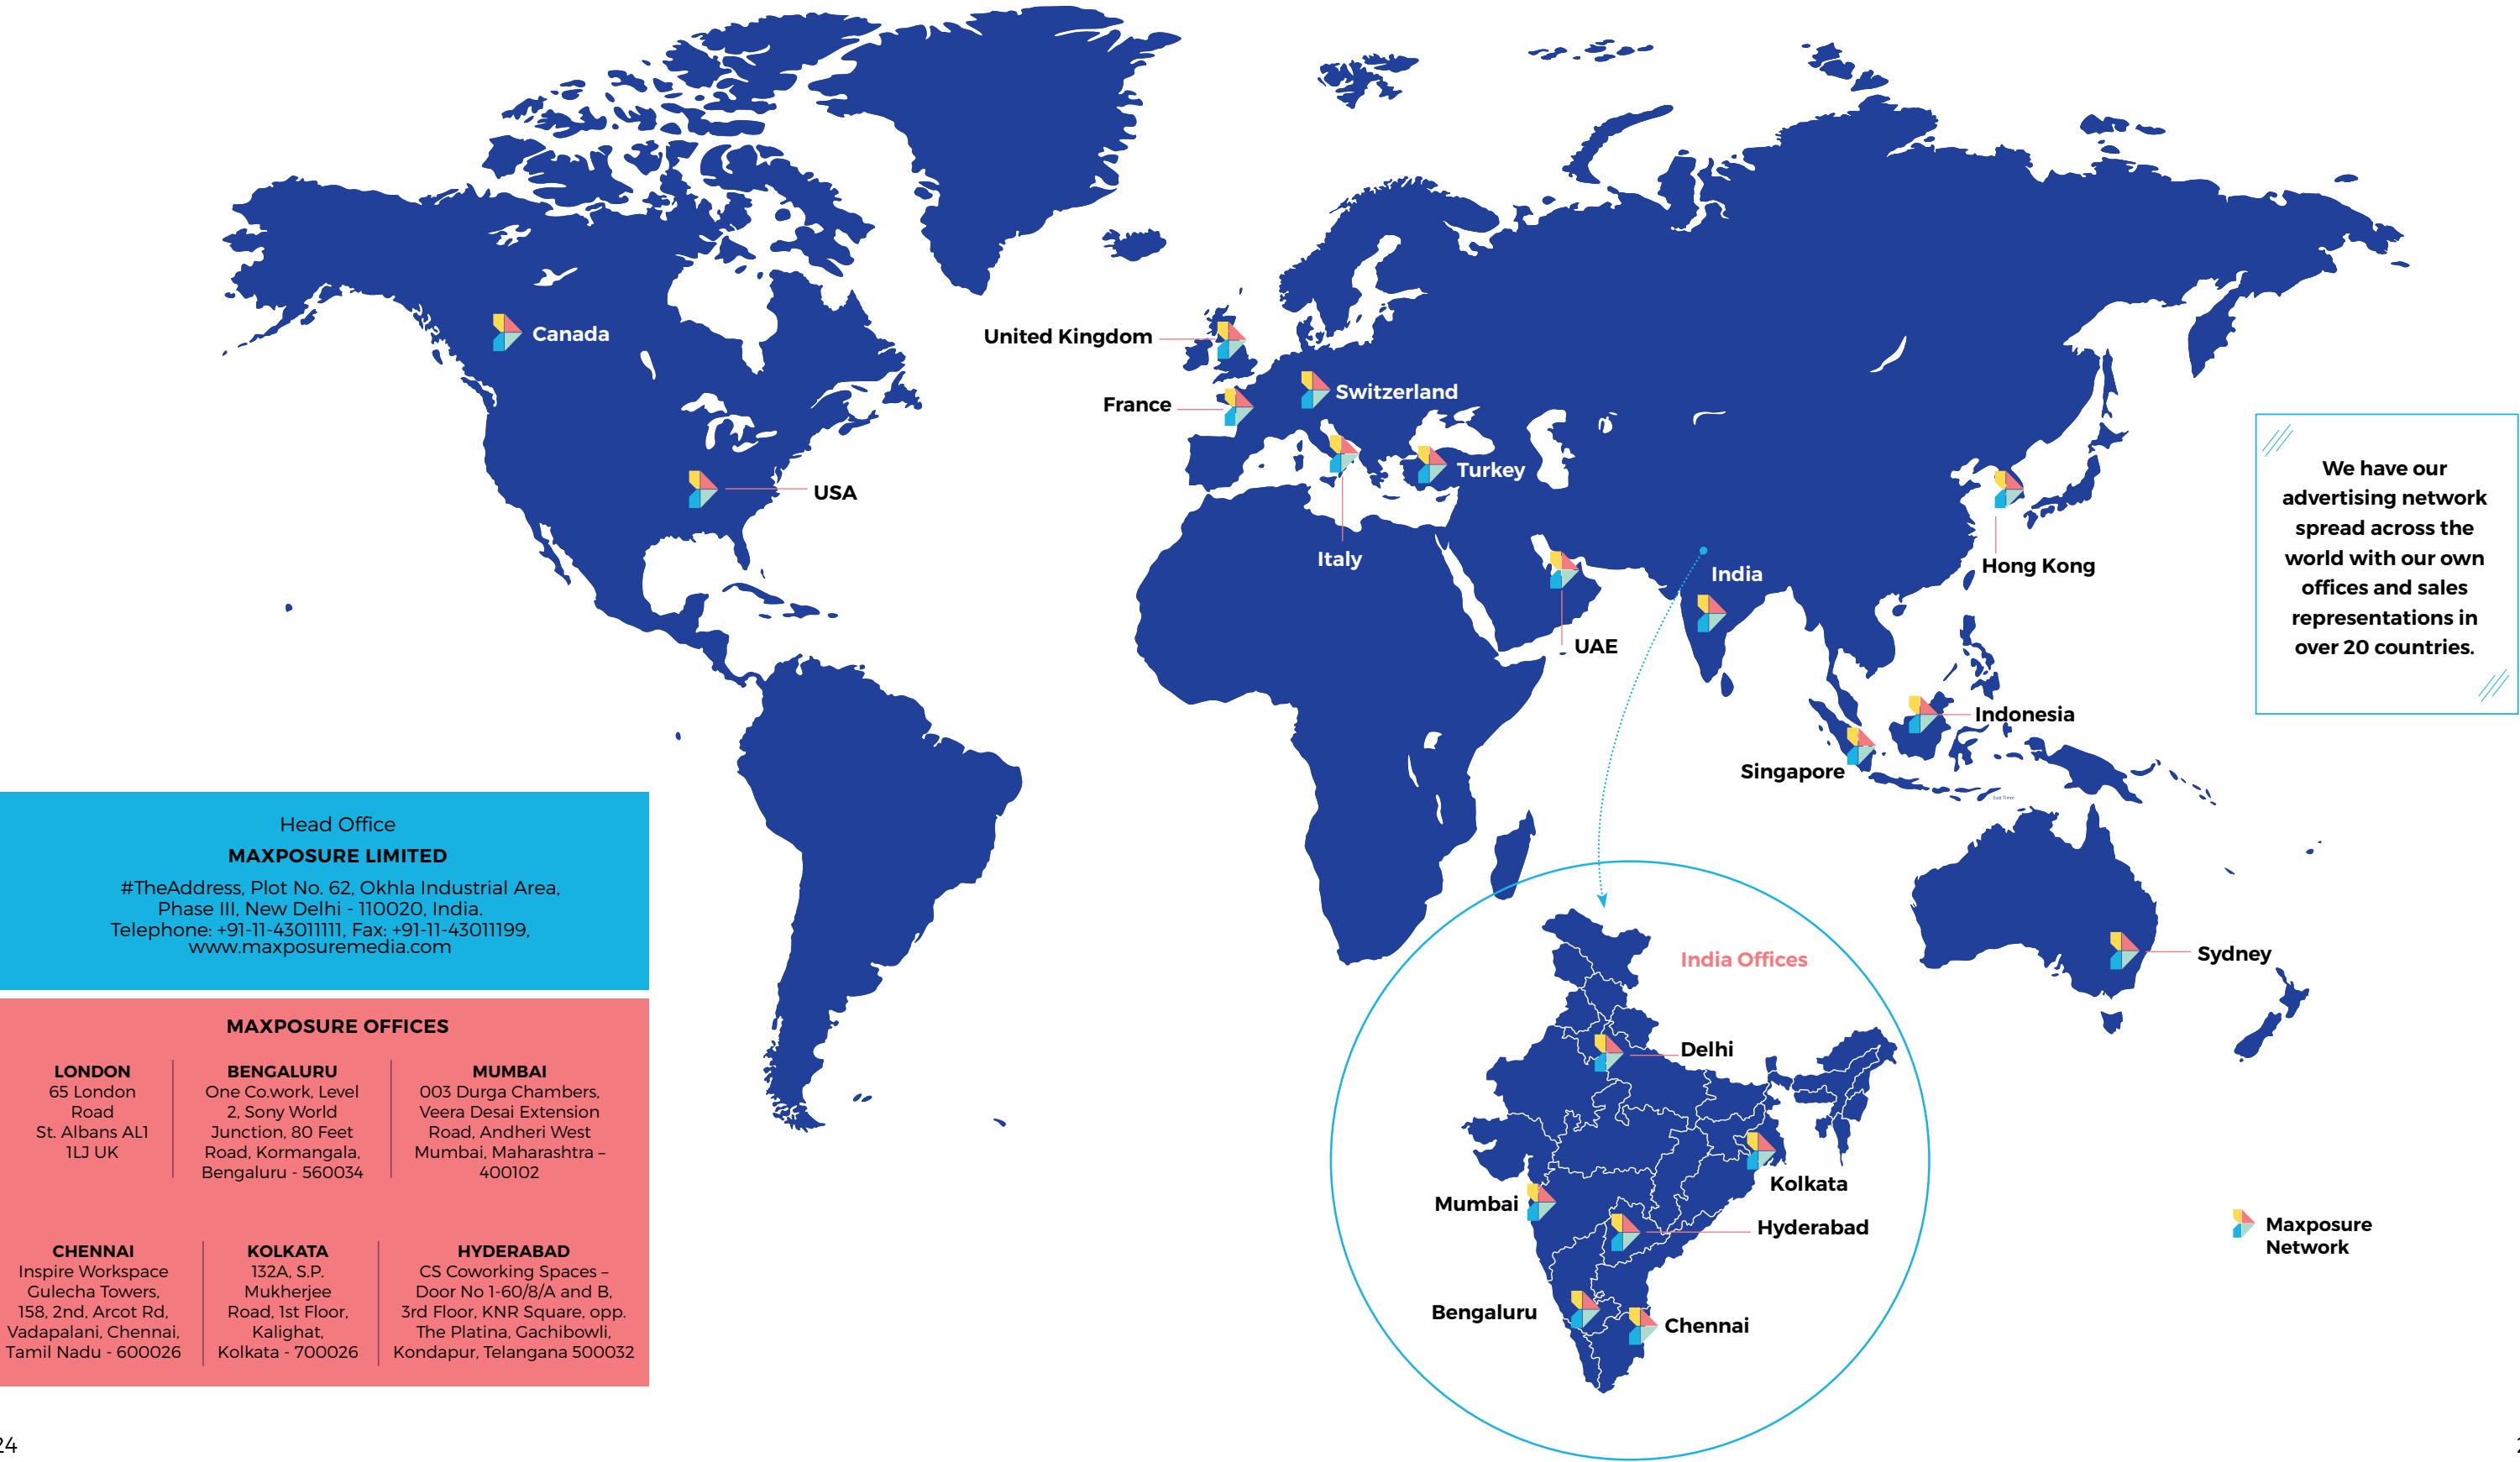 Canada
United Kingdom
Switzerland
France
Turkey
USA
Italy
India
Hong Kong
UAE
Indonesia
Singapore
East Timor
Sydney
We have our
advertising network
spread across the
world with our own
offices and sales
representations in
over 20 countries.
Head Office
MAXPOSURE LIMITED
#TheAddress, Plot No. 62, Okhla Industrial Area,
Phase III, New Delhi - 110020, India.
Telephone: +91-11-43011111, Fax: +91-11-43011199,
www.maxposuremedia.com
MAXPOSURE OFFICES
LONDON
65 London
Road
St. Albans AL1
1LJ UK
BENGALURU
One Co.work, Level
2, Sony World
Junction, 80 Feet
Road, Kormangala,
Bengaluru - 560034
MUMBAI
003 Durga Chambers,
Veera Desai Extension
Road, Andheri West
Mumbai, Maharashtra –
400102
CHENNAI
Inspire Workspace
Gulecha Towers,
158, 2nd, Arcot Rd,
Vadapalani, Chennai,
Tamil Nadu - 600026
KOLKATA
132A, S.P.
Mukherjee
Road, 1st Floor,
Kalighat,
Kolkata - 700026
HYDERABAD
CS Coworking Spaces –
Door No 1-60/8/A and B,
3rd Floor, KNR Square, opp.
The Platina, Gachibowli,
Kondapur, Telangana 500032
India Offices
Delhi
Kolkata
Mumbai
Hyderabad
Bengaluru
Chennai
Maxposure
Network
24